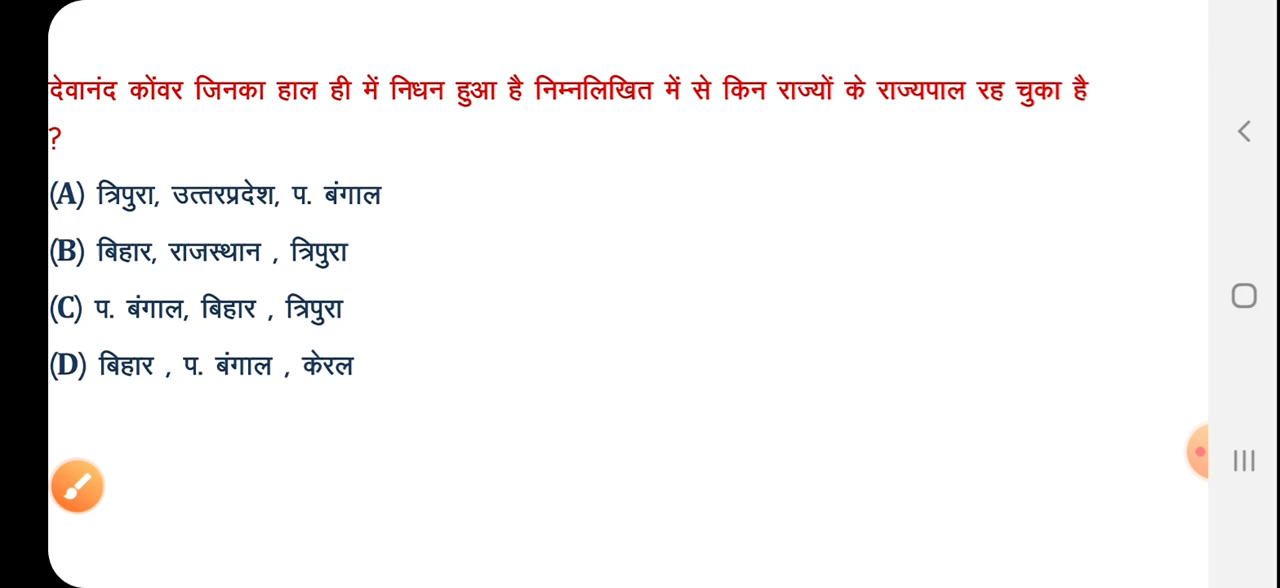 देवानंद कोंवर जिनका हाल ही में निधन हुआ है निम्नलिखित में से किन राज्यों के राज्यपाल रह चुका है
?
(A) त्रिपुरा, उत्तरप्रदेश, प. बंगाल
(B) बिहार, राजस्थान , त्रिपुरा
(C) प. बंगाल, बिहार , त्रिपुरा
(D) बिहार , प. बंगाल , केरल